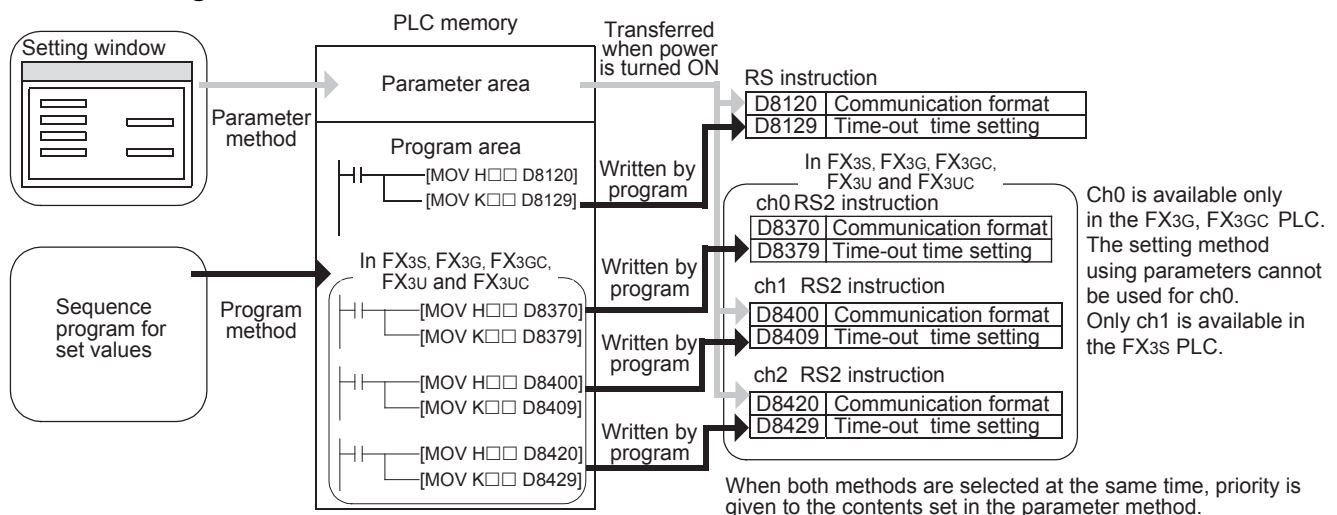 Setting window
Parameter
method
Sequence
program for
set values
Program
method
PLC memory
Parameter area
Program area
[MOV H□□ D8120]
[MOV K□□ D8129]
In FX3S, FX3G, FX3GC,
FX3U and FX3UC
[MOV H□□ D8370]
[MOV K□□ D8379]
[MOV H□□ D8400]
[MOV K□□ D8409]
[MOV H□□ D8420]
[MOV K□□ D8429]
Transferred
when power
is turned ON
Written by
program
Written by
program
Written by
program
Written by
program
RS instruction
D8120 Communication format
D8129 Time-out time setting
In FX3S, FX3G, FX3GC,
FX3U and FX3UC
ch0 RS2 instruction
D8370 Communication format
D8379 Time-out time setting
ch1 RS2 instruction
D8400 Communication format
D8409 Time-out time setting
ch2 RS2 instruction
D8420 Communication format
D8429 Time-out time setting
Ch0 is available only
in the FX3G, FX3GC PLC.
The setting method
using parameters cannot
be used for ch0.
Only ch1 is available in
the FX3S PLC.
When both methods are selected at the same time, priority is
given to the contents set in the parameter method.